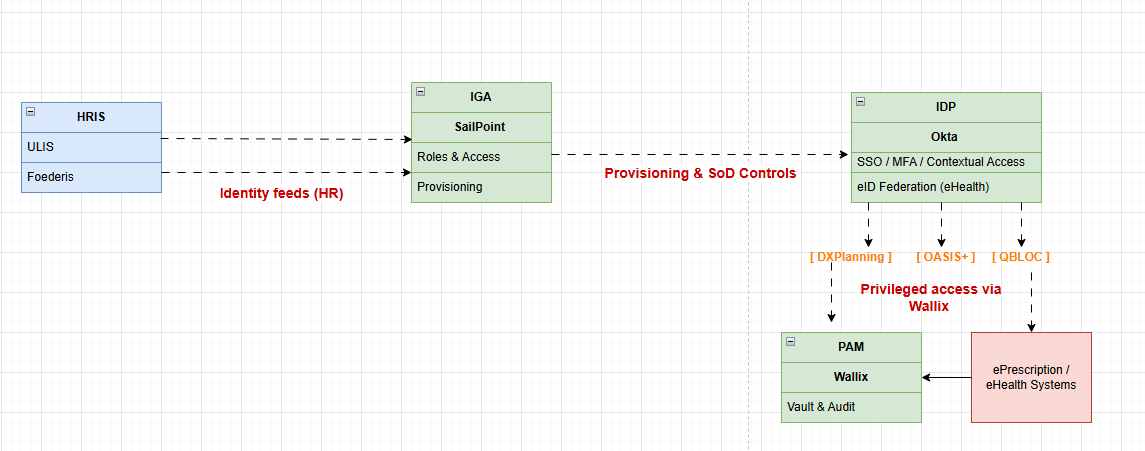 HRIS
ULIS
Foederis
Identity feeds (HR)
IGA
SailPoint
Roles & Access
Provisioning
Provisioning & SoD Controls
IDP
Okta
SSO / MFA / Contextual Access
eID Federation (eHealth)
[ DXPlanning ]
[ OASIS+ ]
[ QBLOC ]
Privileged access via
Wallix
PAM
Wallix
Vault & Audit
ePrescription /
eHealth Systems